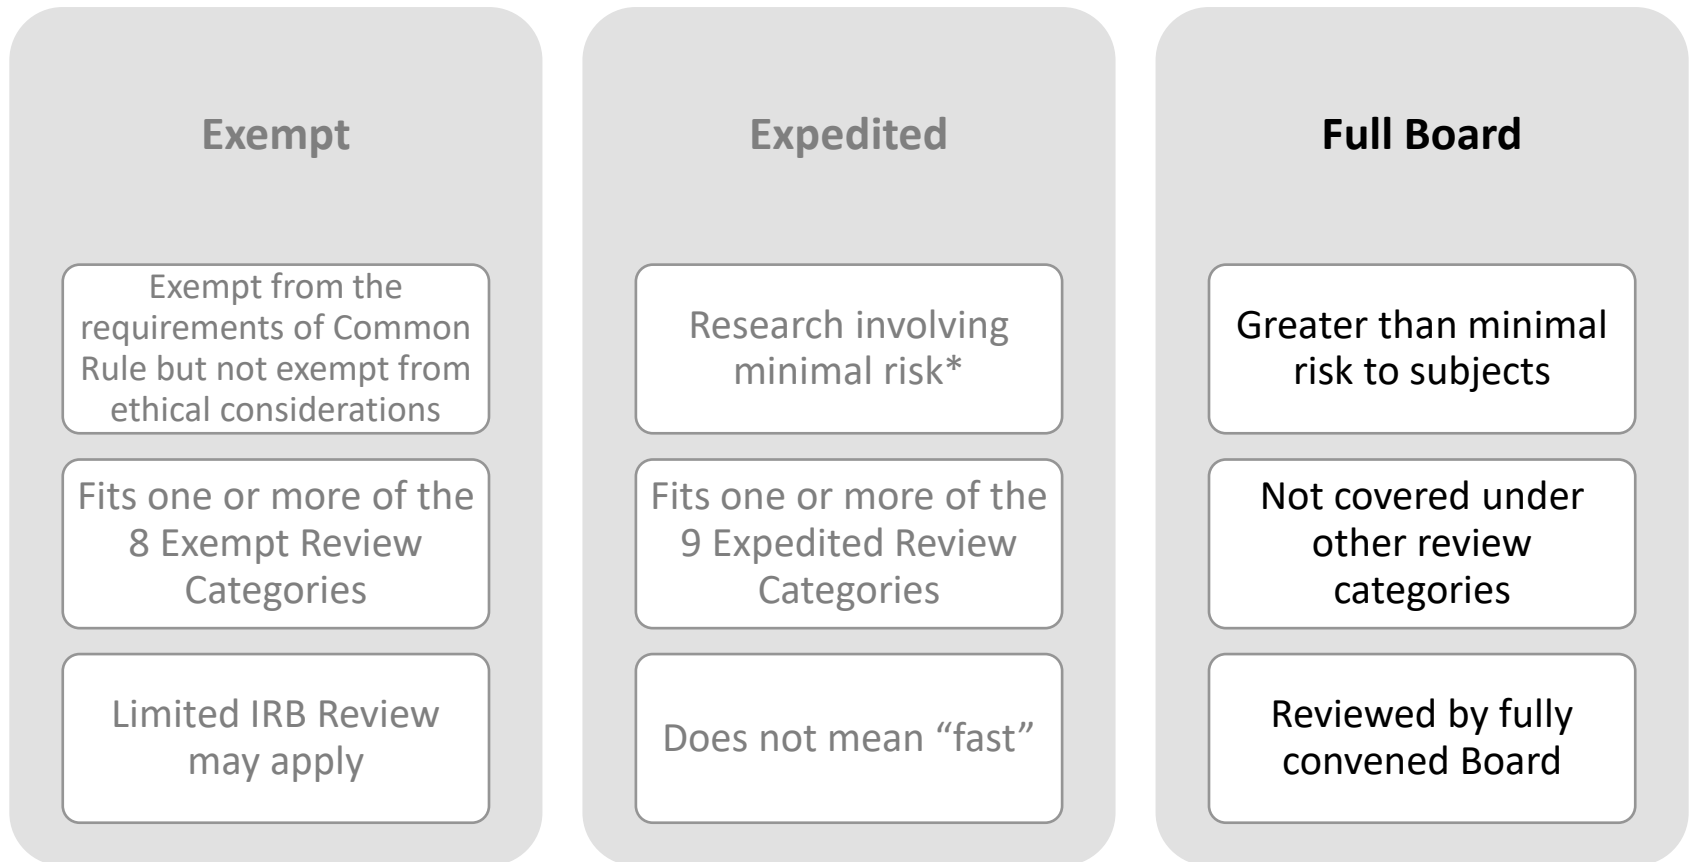 Exempt
Exempt from the
requirements of Common
Rule but not exempt from
ethical considerations
Fits one or more of the
8 Exempt Review
Categories
Limited IRB Review
may apply
Expedited
Research involving
minimal risk*
Fits one or more of the
9 Expedited Review
Categories
Does not mean “fast”
Full Board
Greater than minimal
risk to subjects
Not covered under
other review
categories
Reviewed by fully
convened Board